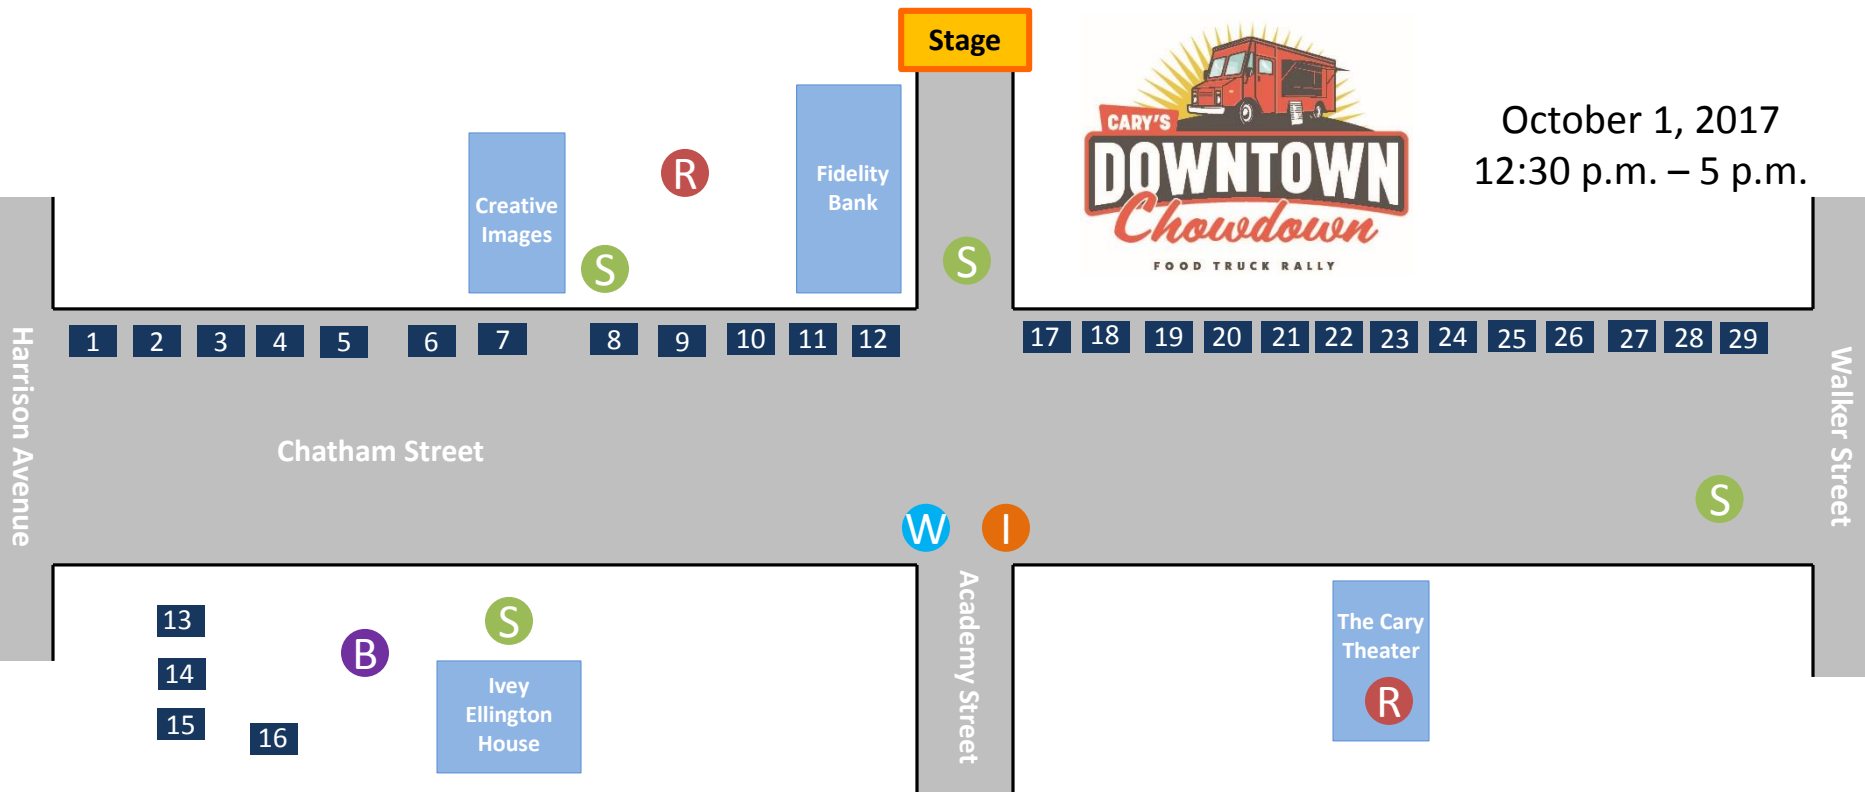 Stage
CARY'S
DOWNTOWN
Chowdown
FOOD TRUCK RALLY
October 1, 2017
12:30 p.m. – 5 p.m.
Creative
Images
R
Fidelity
Bank
S
S
Harrison Avenue
1 2 3 4 5 6 7 8 9 10 11 12
17 18 19 20 21 22 23 24 25 26 27 28 29
Walker Street
Chatham Street
S
W I
13
14
15
16
B
S
Ivey
Ellington
House
Academy Street
The Cary
Theater
R